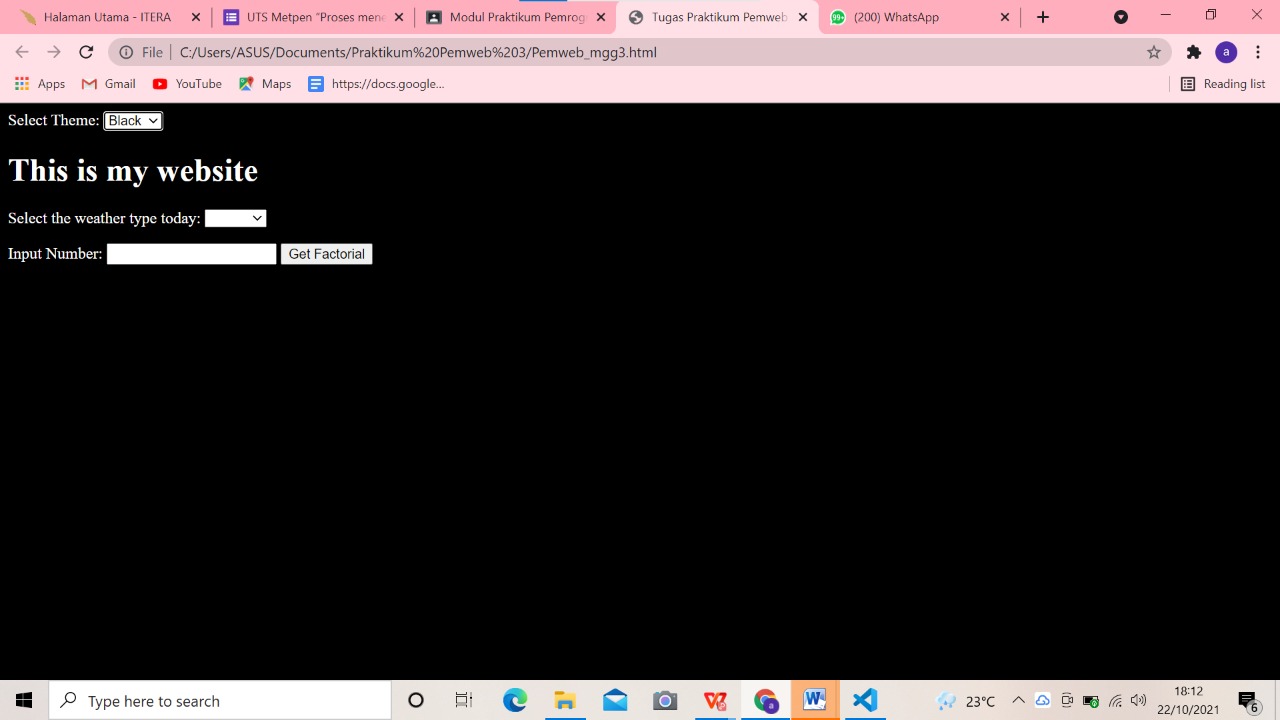 Halaman Utama - ITERA
UTS Metpen "Proses mene
Modul Praktikum Pemrog
Tugas Praktikum Pemweb
99+
(200) WhatsApp
File
C:/Users/ASUS/Documents/Praktikum%20Pemweb%203/Pemweb_mgg3.html
a
Apps
Gmail
YouTube
Maps
https://docs.google...
Reading list
Select Theme: Black
This is my website
Select the weather type today:
Input Number: Get Factorial
Type here to search
a
W
23°C
18:12
22/10/2021
6